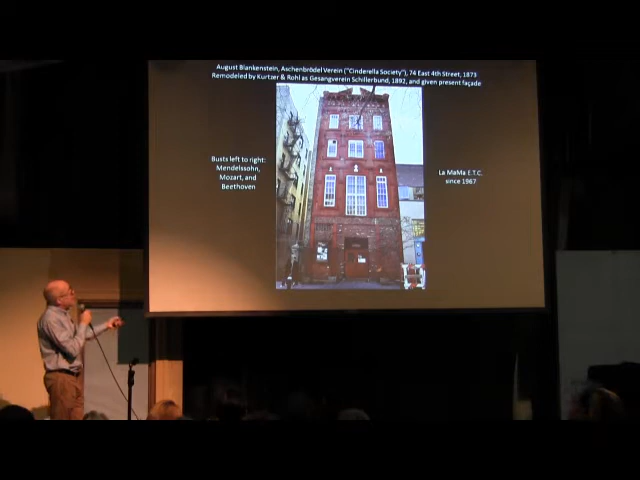 August Blankenstein, Aschenbrödel Verein ("Cinderella Society"), 74 East 4th Street, 1873
Remodeled by Kurtzer & Rohl as Gesangverein Schillerbund, 1892, and given present façade
Busts left to right:
Mendelssohn,
Mozart, and
Beethoven
La MaMa E.T.C.
since 1967